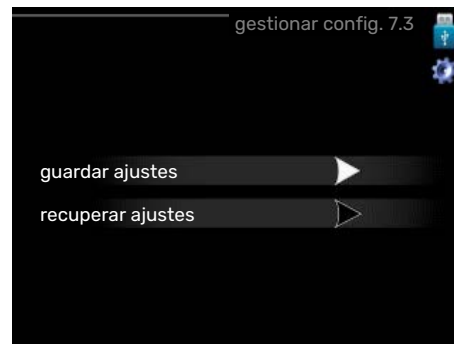 gestionar config. 7.3
guardar ajustes
recuperar ajustes